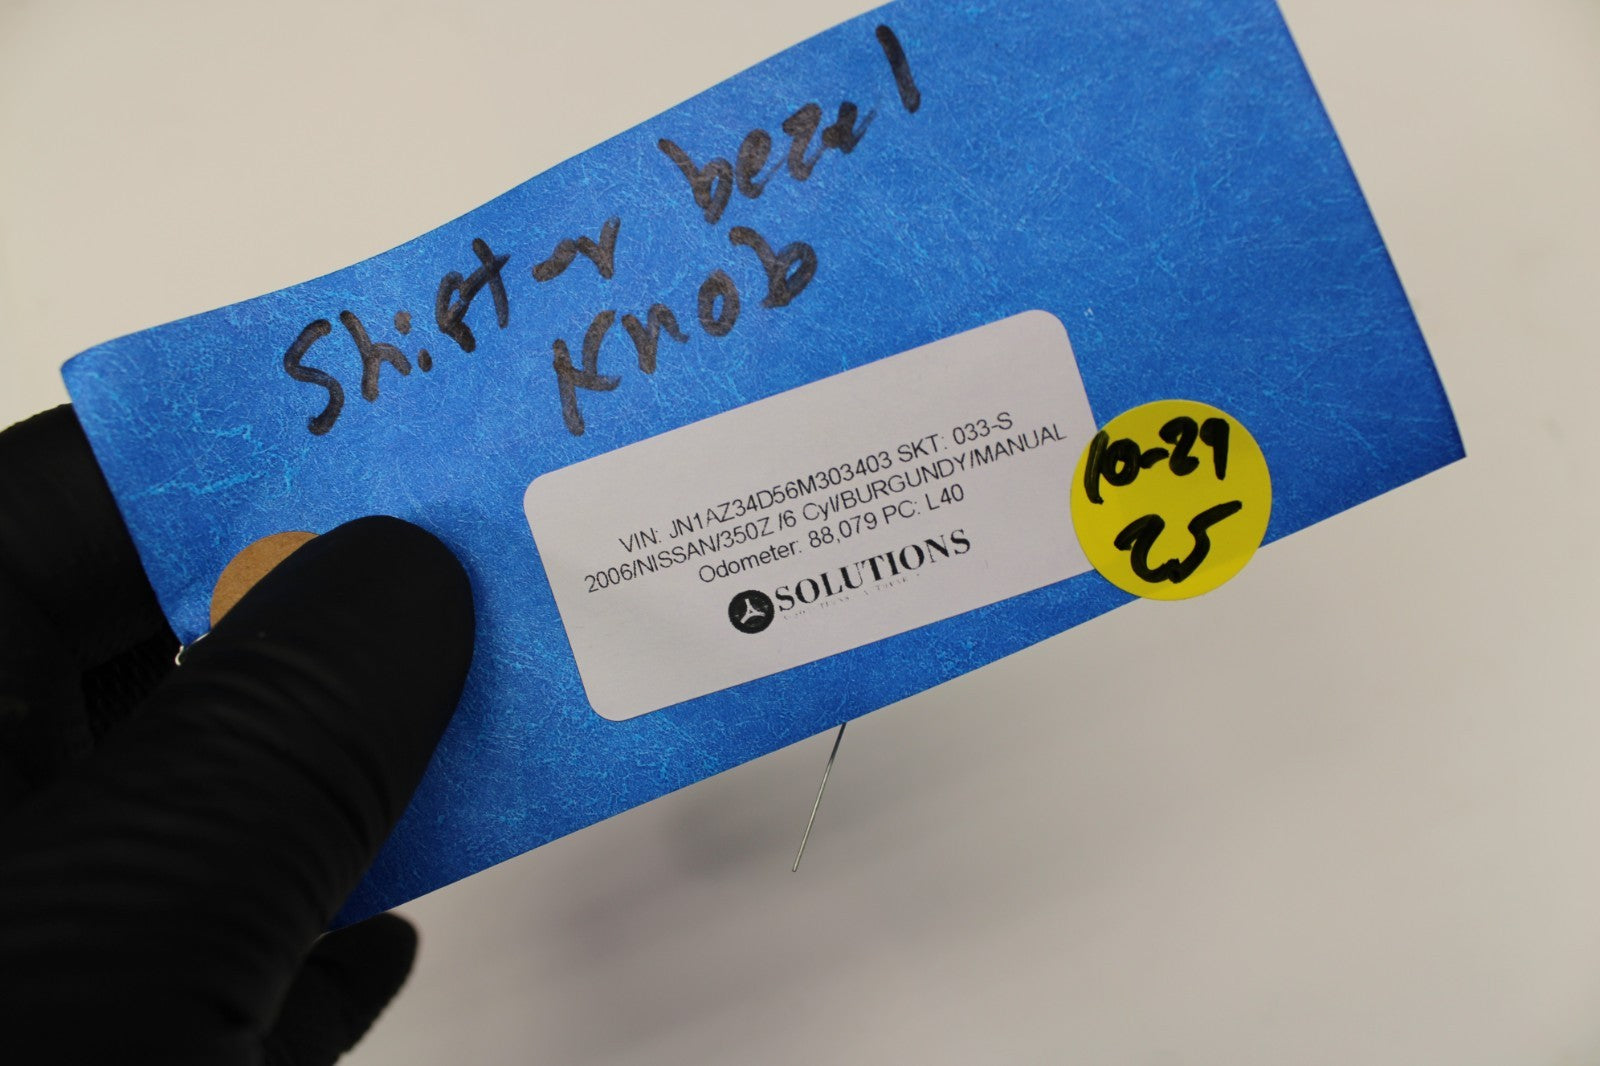 Shifter bezel
Knob
VIN: JN1AZ34D56M303403 SKT: 033-S
2006/NISSAN/350Z /6 Cyl/BURGUNDY/MANUAL
Odometer: 88,079 PC: L40
SOLUTIONS
10-29
25